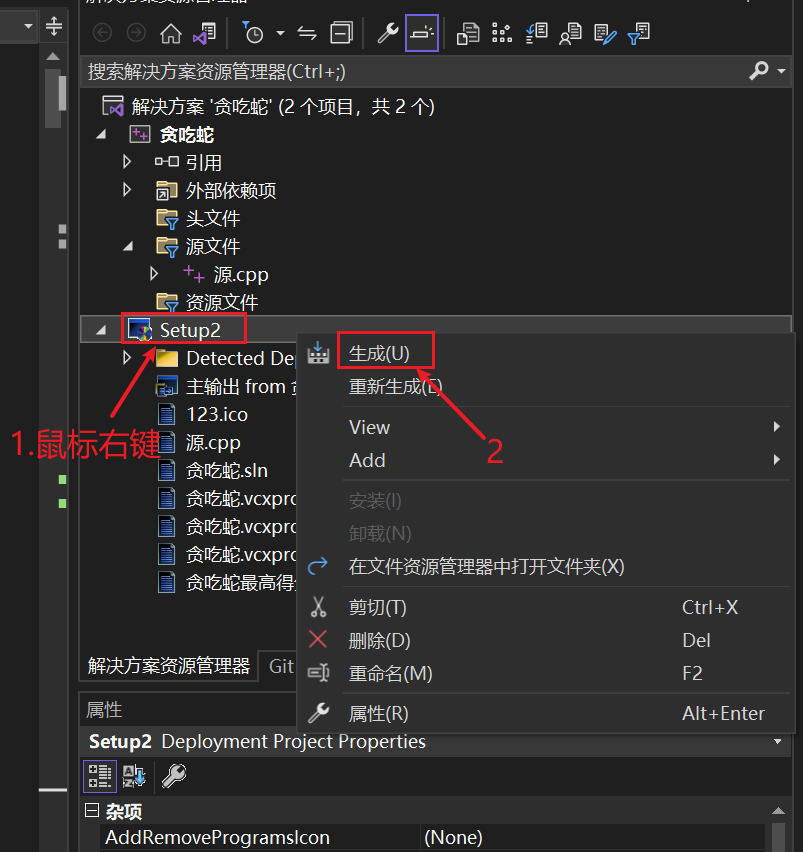 搜索解决方案资源管理器(Ctrl+;)
解决方案 '贪吃蛇' (2 个项目，共 2 个)
贪吃蛇
引用
外部依赖项
头文件
源文件
源.cpp
资源文件
Setup2
生成(U)
Detected De
重新生成(E)
主输出 from
123.ico
View
1.鼠标右键
源.cpp
2
Add
贪吃蛇.sln
贪吃蛇.vcxpro
安装(I)
贪吃蛇.vcxpro
卸载(N)
贪吃蛇.vcxpro
在文件资源管理器中打开文件夹(X)
贪吃蛇最高得
剪切(T) Ctrl+X
删除(D) Del
解决方案资源管理器 Git
重命名(M) F2
属性
属性(R) Alt+Enter
Setup2 Deployment Project Properties
杂项
AddRemoveProgramsIcon (None)